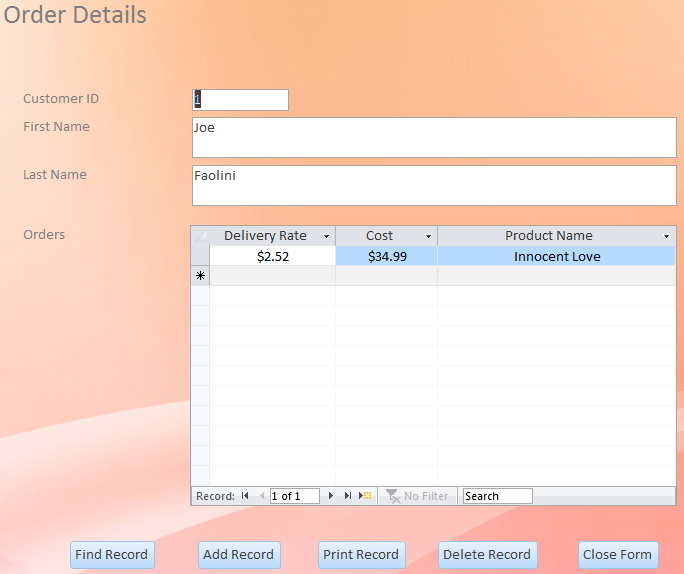 Order Details
Customer ID 1
First Name Joe
Last Name Faolini
Orders Delivery Rate Cost Product Name
$2.52 $34.99 Innocent Love
Record: 1 of 1 No Filter Search
Find Record Add Record Print Record Delete Record Close Form